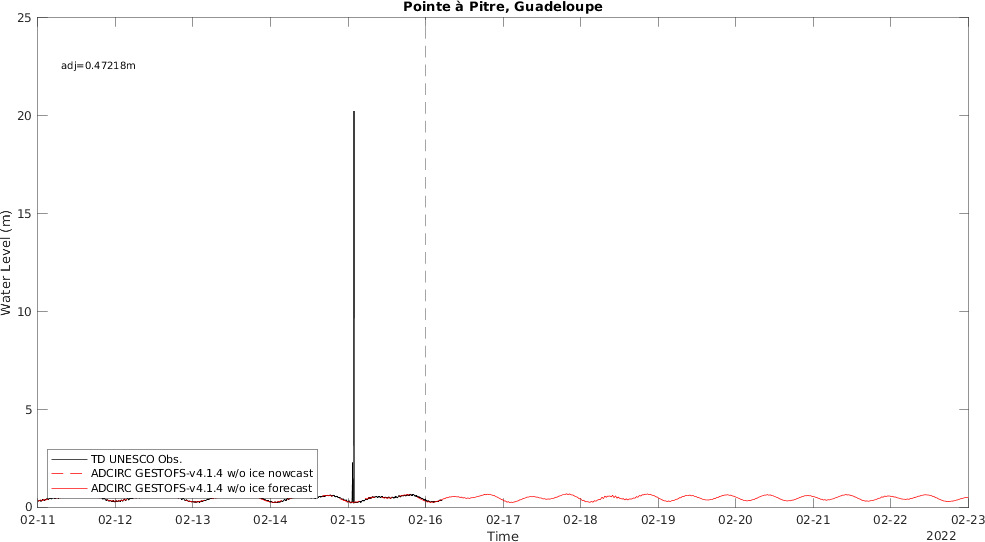 Pointe à Pitre, Guadeloupe
25
adj=0.47218m
20
15
Water Level (m)
10
5
TD UNESCO Obs.
ADCIRC GESTOFS-v4.1.4 w/o ice nowcast
ADCIRC GESTOFS-v4.1.4 w/o ice forecast
0
02-11 02-12 02-13 02-14 02-15 02-16 02-17 02-18 02-19 02-20 02-21 02-22 02-23
Time
2022